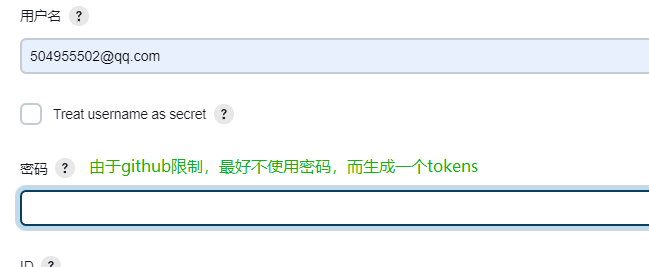 用户名 ?
504955502@qq.com
Treat username as secret ?
密码 ? 由于github限制，最好不使用密码，而生成一个tokens
ID ?